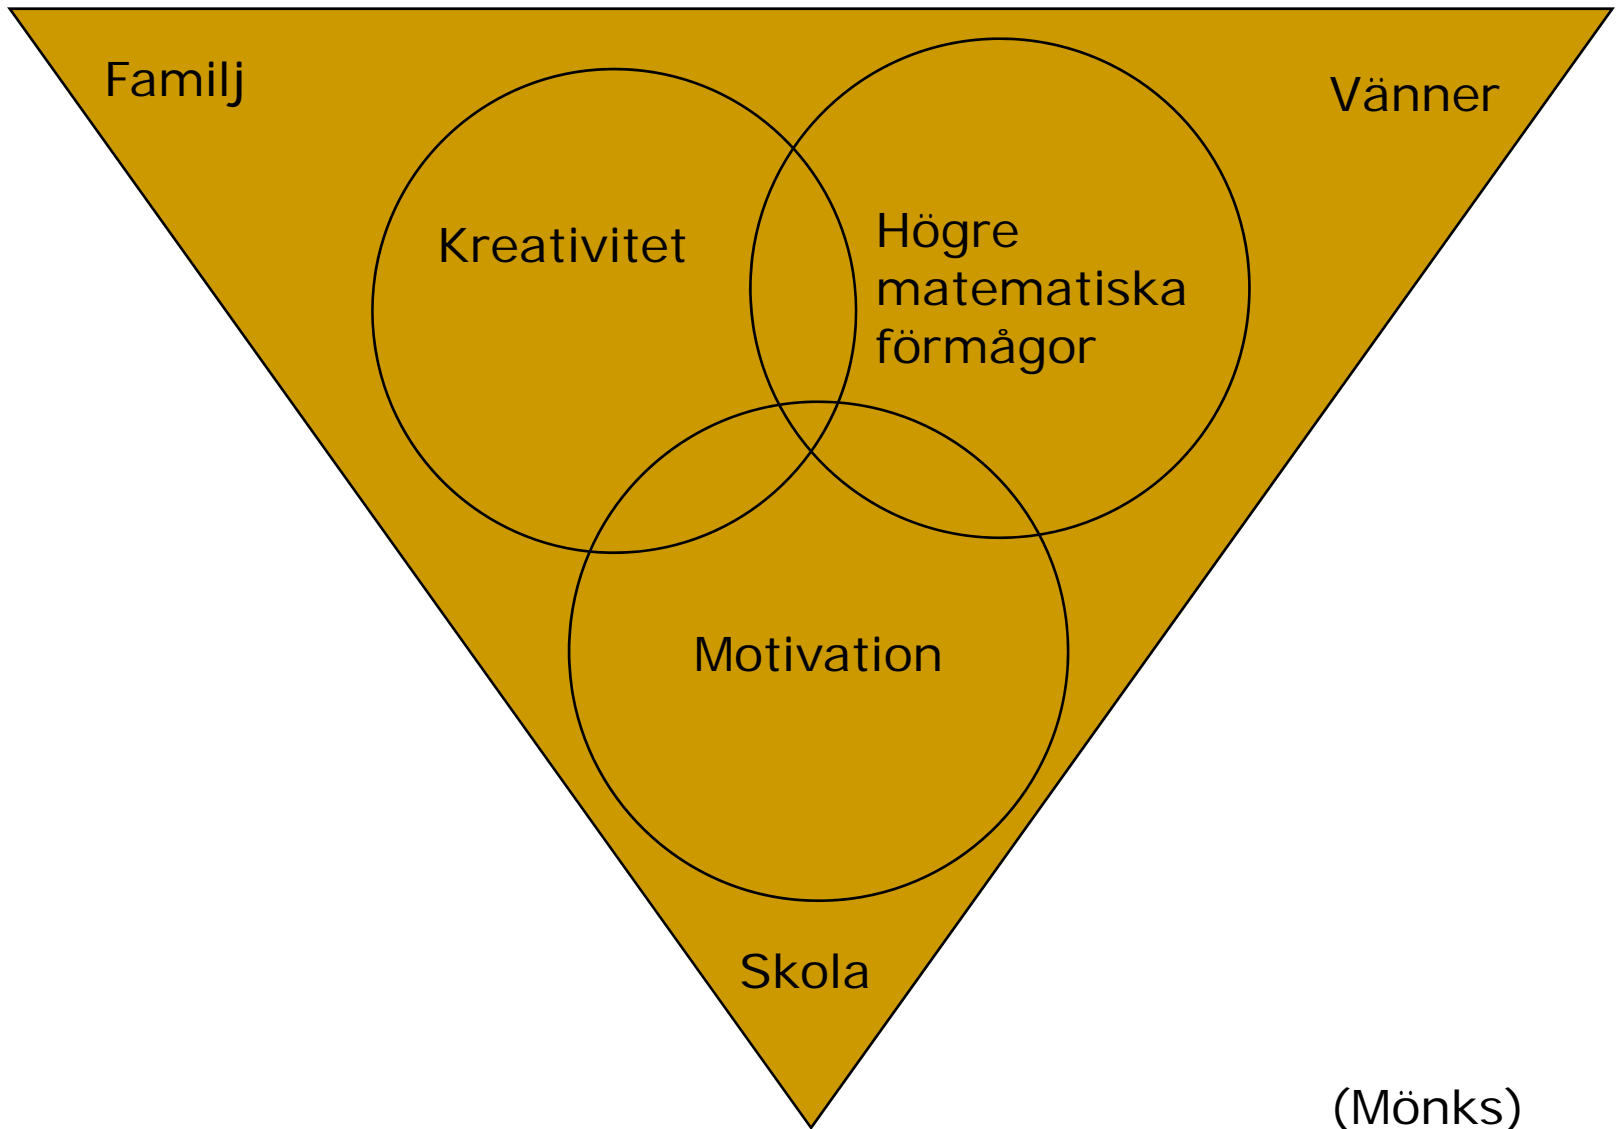 Familj
Vänner
Kreativitet
Högre
matematiska
förmågor
Motivation
Skola
(Mönks)